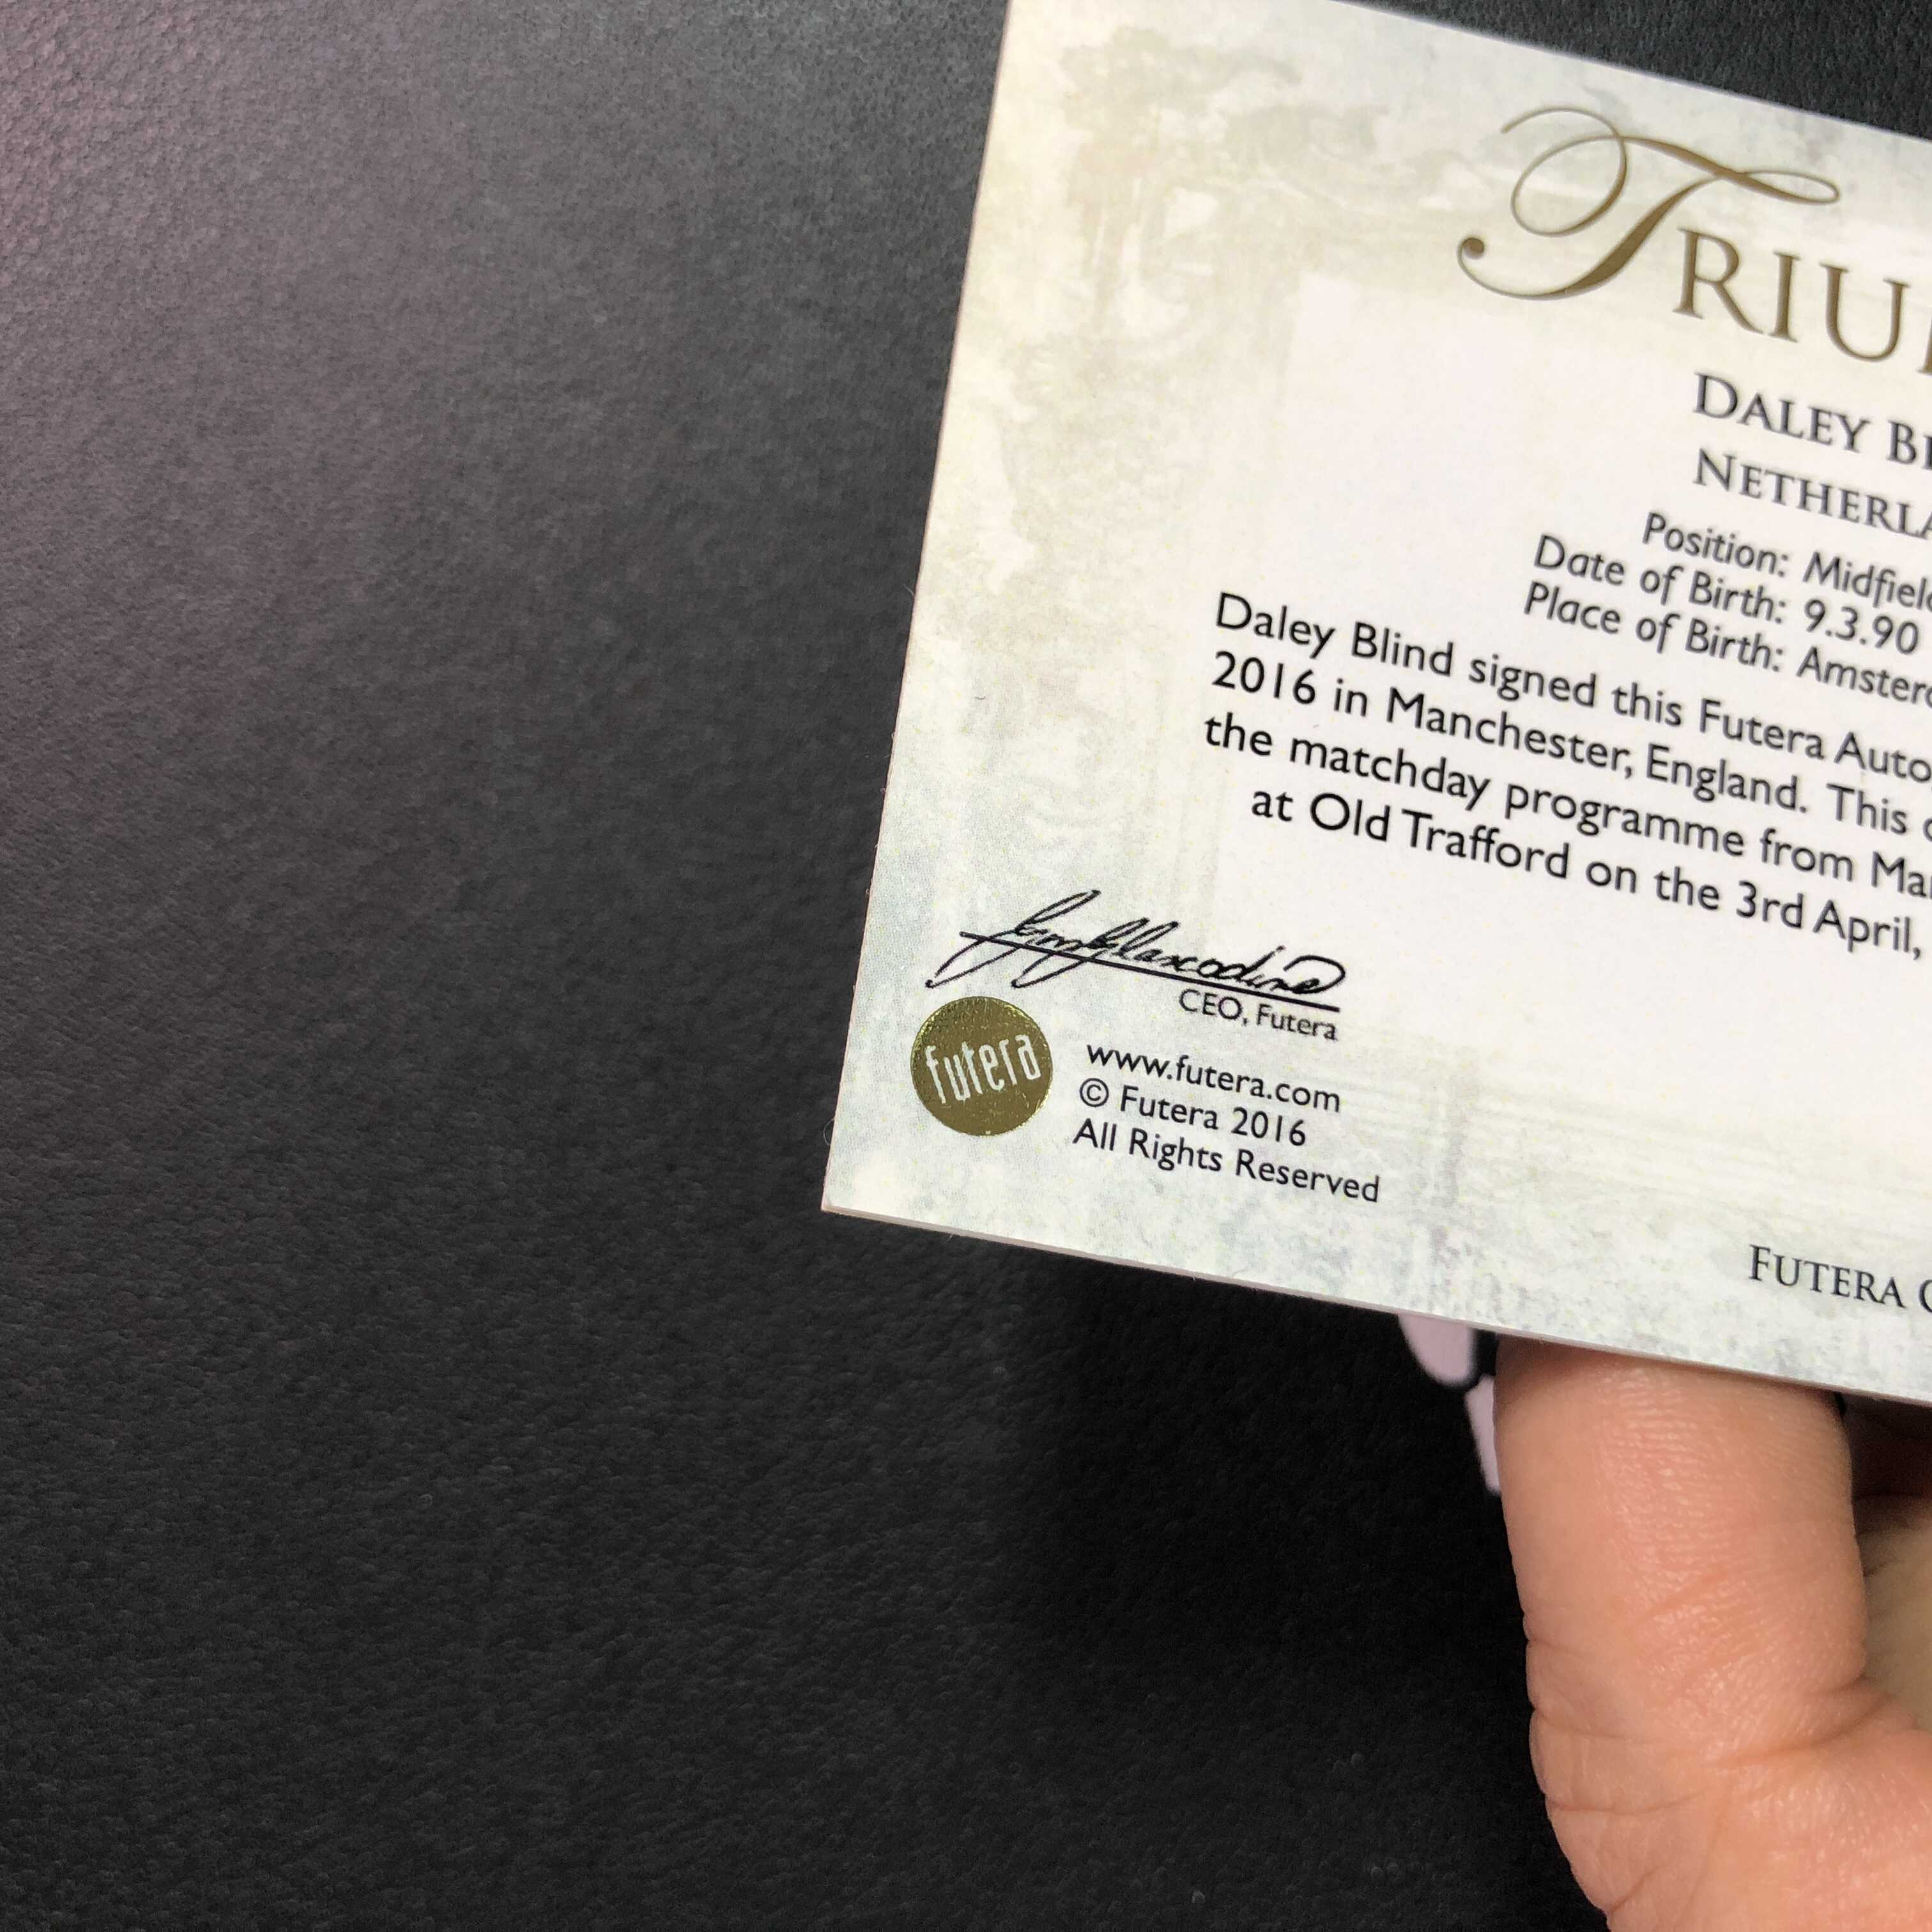 TRIU
DALEY B
NETHERLA
Position: Midfiel
Date of Birth: 9.3.90
Place of Birth: Amster
Daley Blind signed this Futera Auto
2016 in Manchester, England. This
the matchday programme from Ma
at Old Trafford on the 3rd April,
CEO, Futera
futera
www.futera.com
© Futera 2016
All Rights Reserved
FUTERA